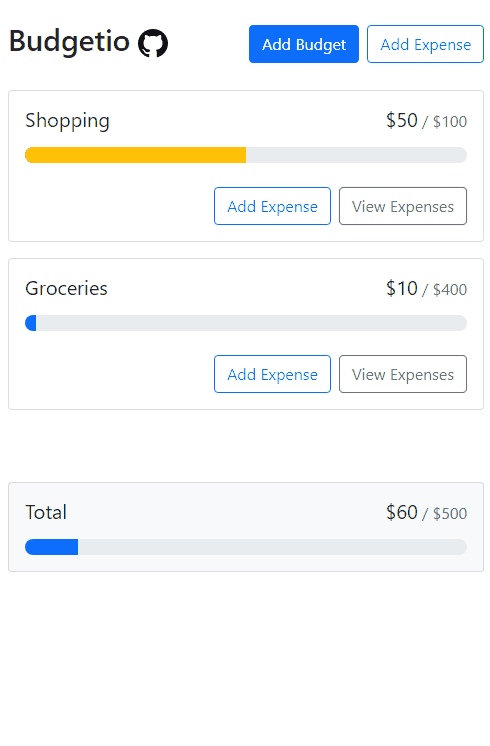 Budgetio
Add Budget
Add Expense
Shopping
$50 / $100
Add Expense
View Expenses
Groceries
$10 / $400
Add Expense
View Expenses
Total
$60 / $500